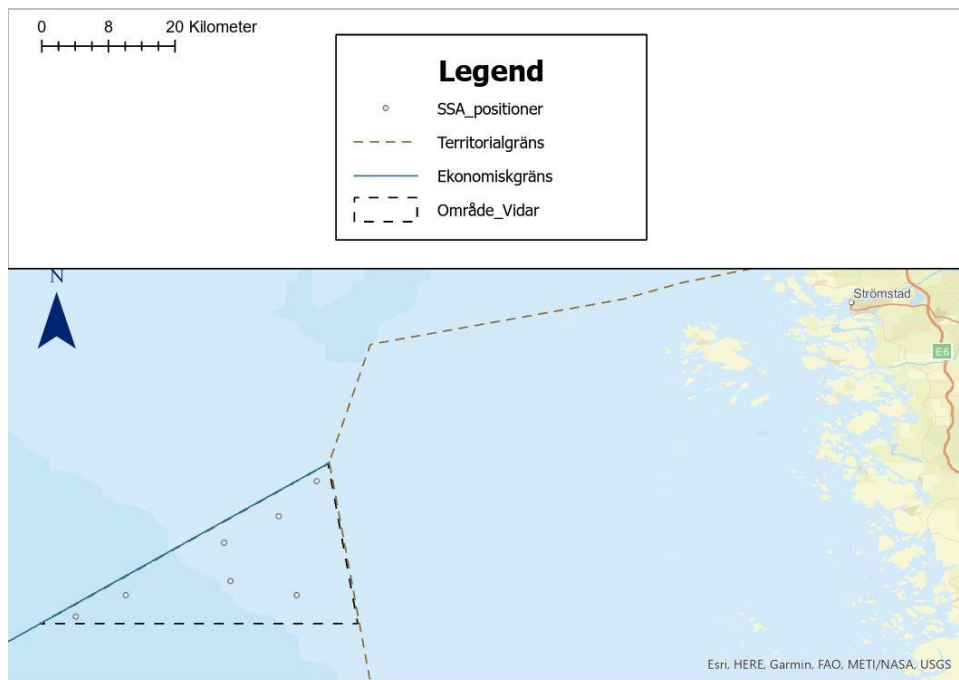 0 8 20 Kilometer
Legend
SSA_positioner
Territorialgräns
Ekonomiskgräns
Område_Vidar
N
Strömstad
E6
Esri, HERE, Garmin, FAO, METI/NASA, USGS